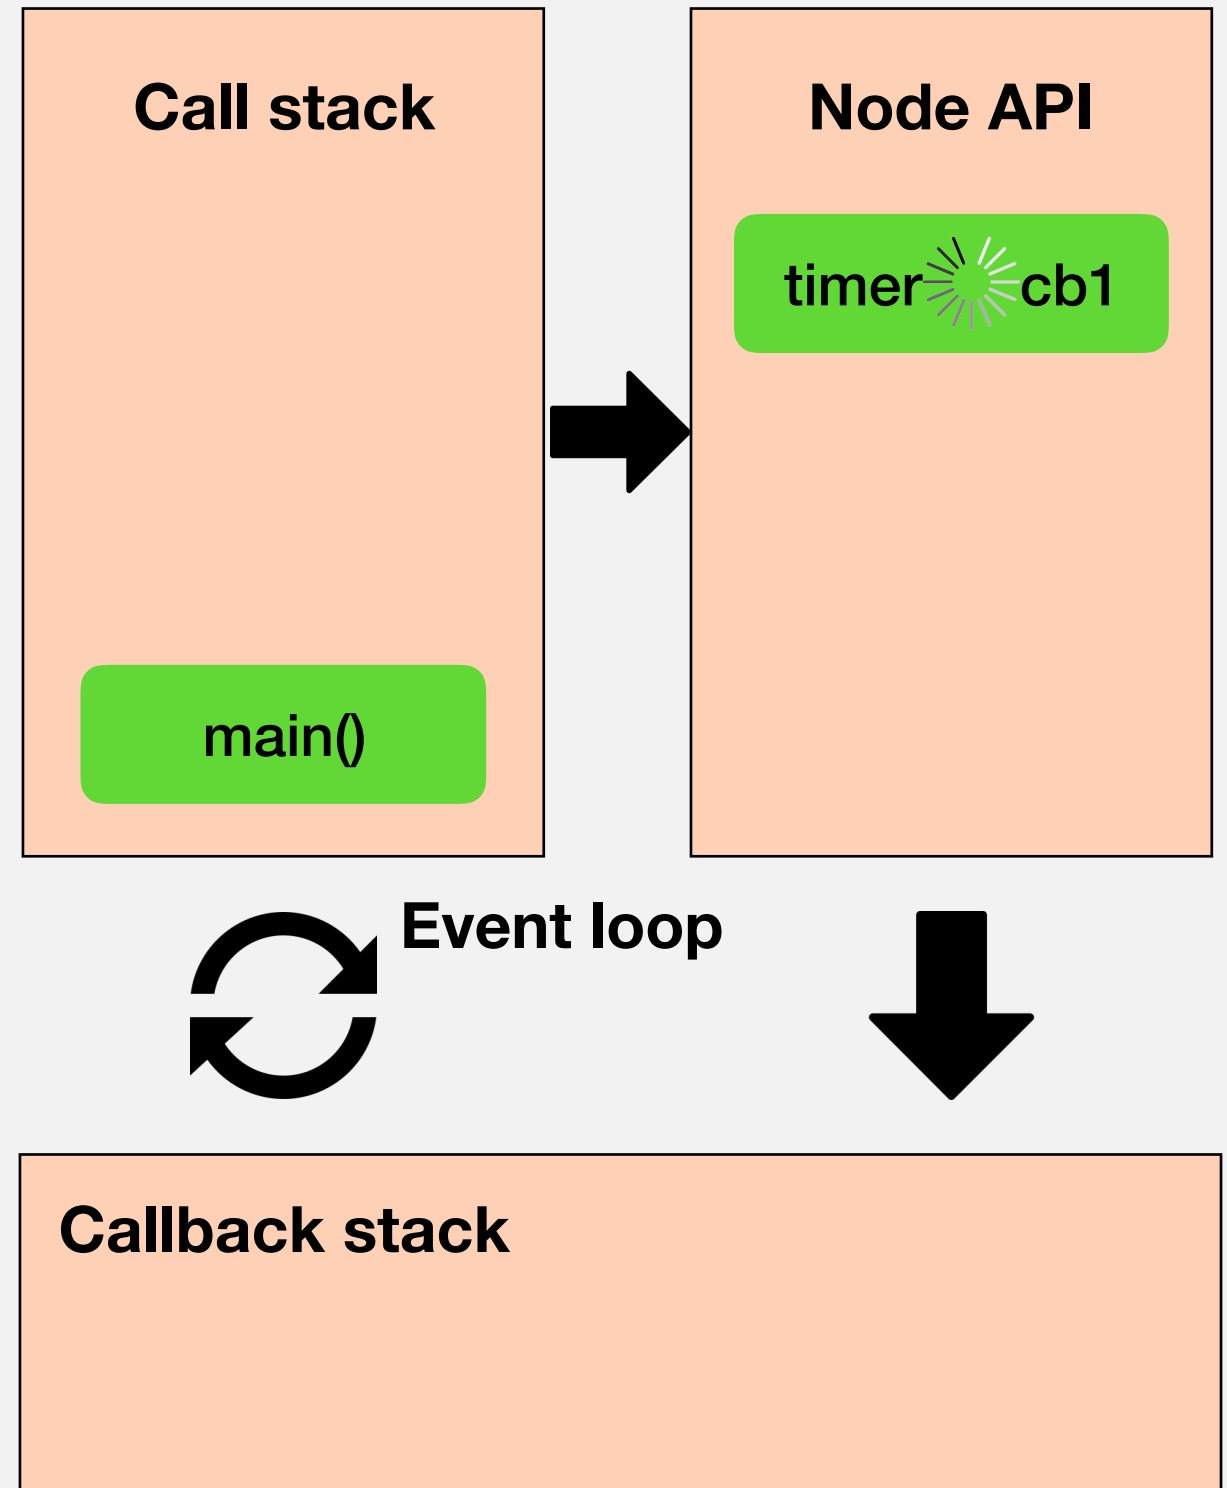 Call stack
Node API
timer cb1
main()
Event loop
Callback stack